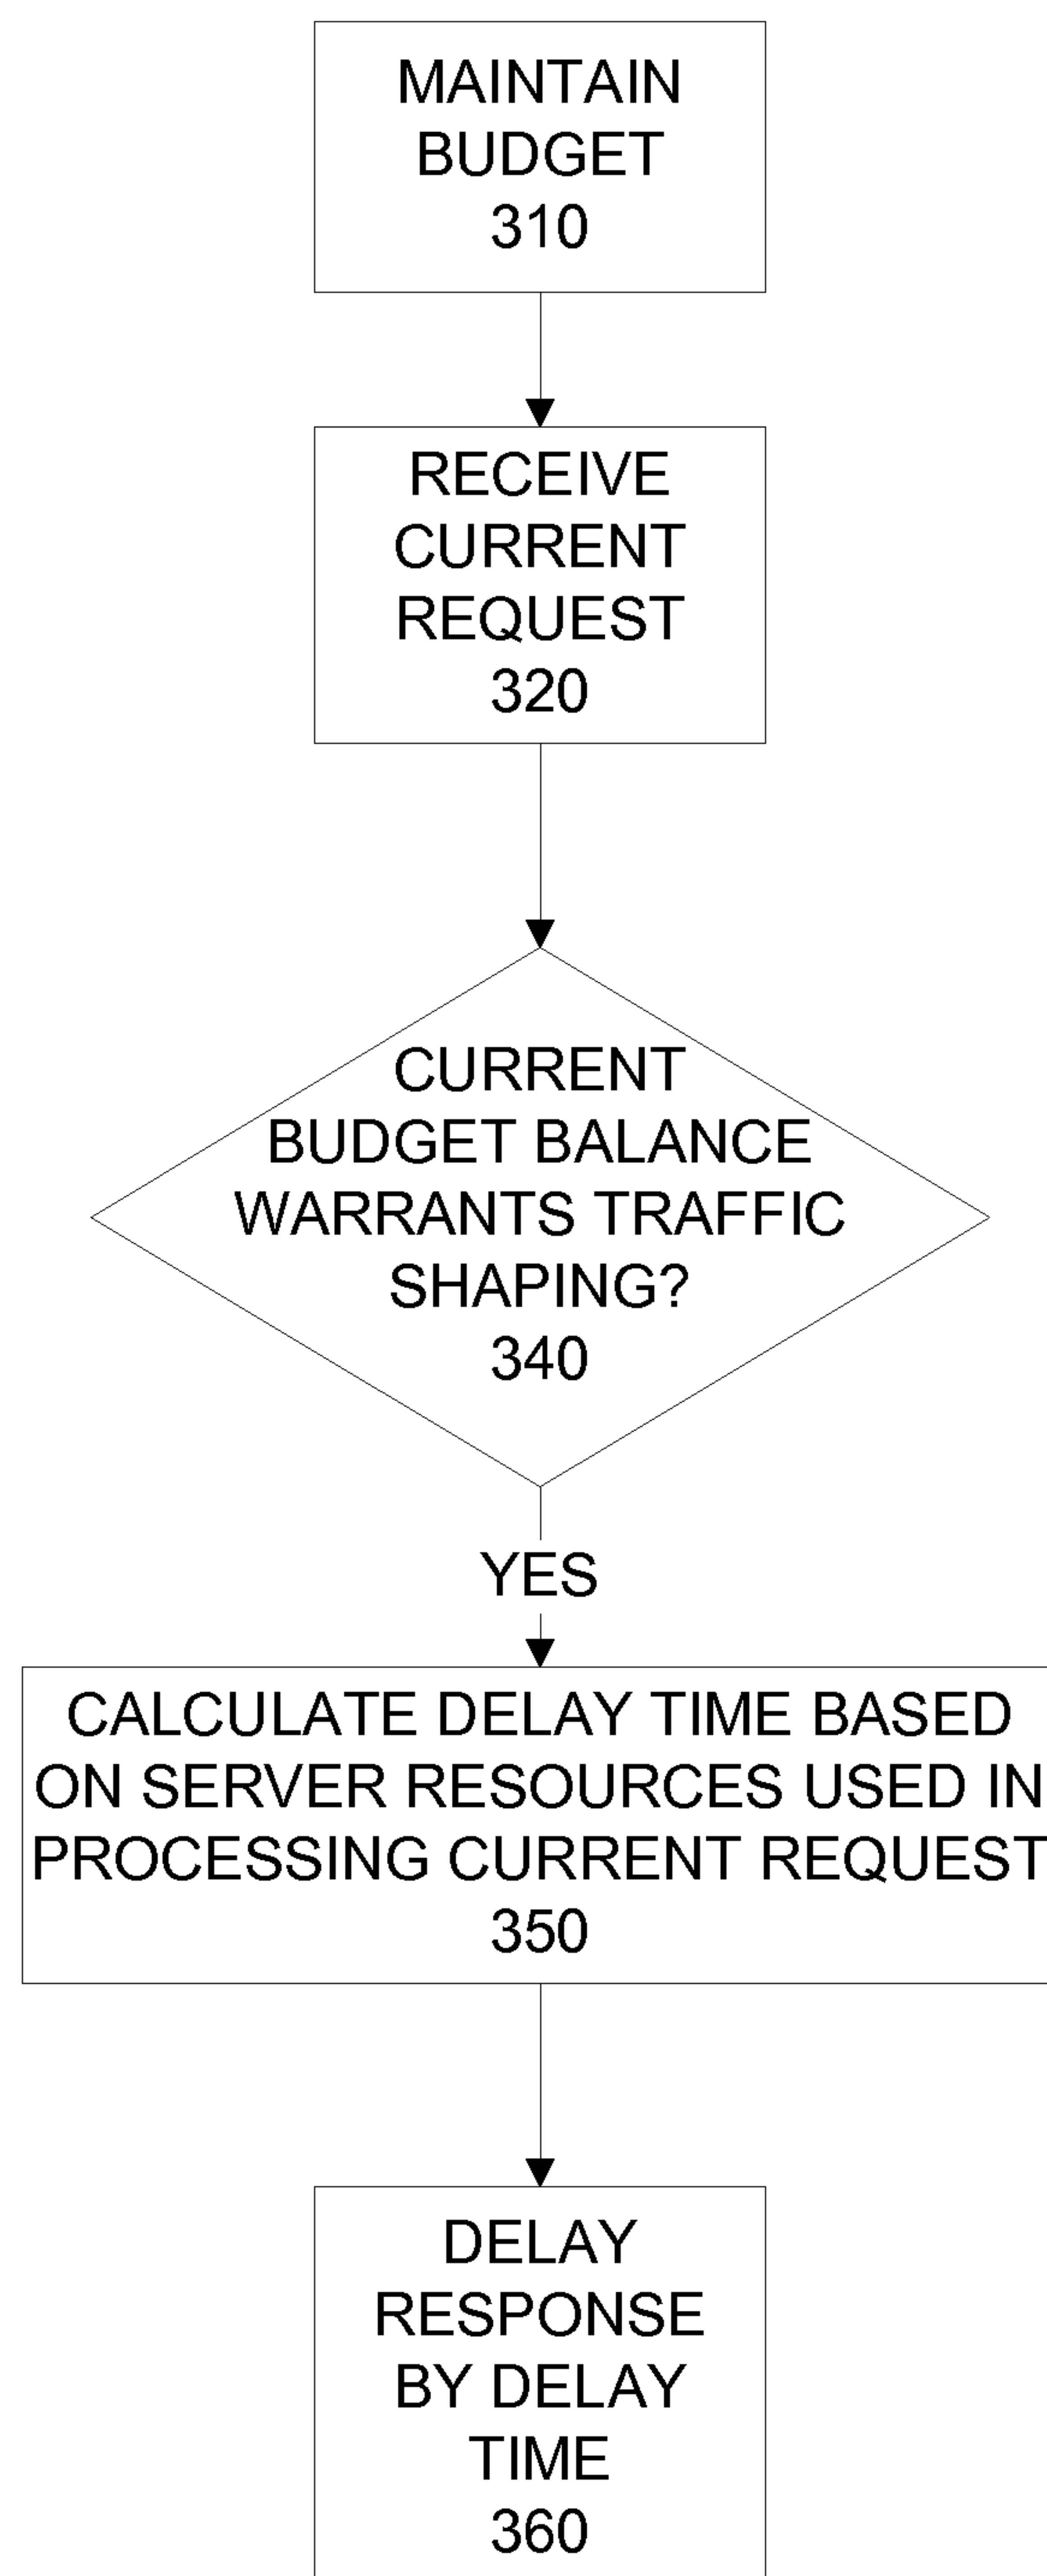 MAINTAIN
BUDGET
310
RECEIVE
CURRENT
REQUEST
320
CURRENT
BUDGET BALANCE
WARRANTS TRAFFIC
SHAPING?
340
YES
CALCULATE DELAY TIME BASED
ON SERVER RESOURCES USED IN
PROCESSING CURRENT REQUEST
350
DELAY
RESPONSE
BY DELAY
TIME
360